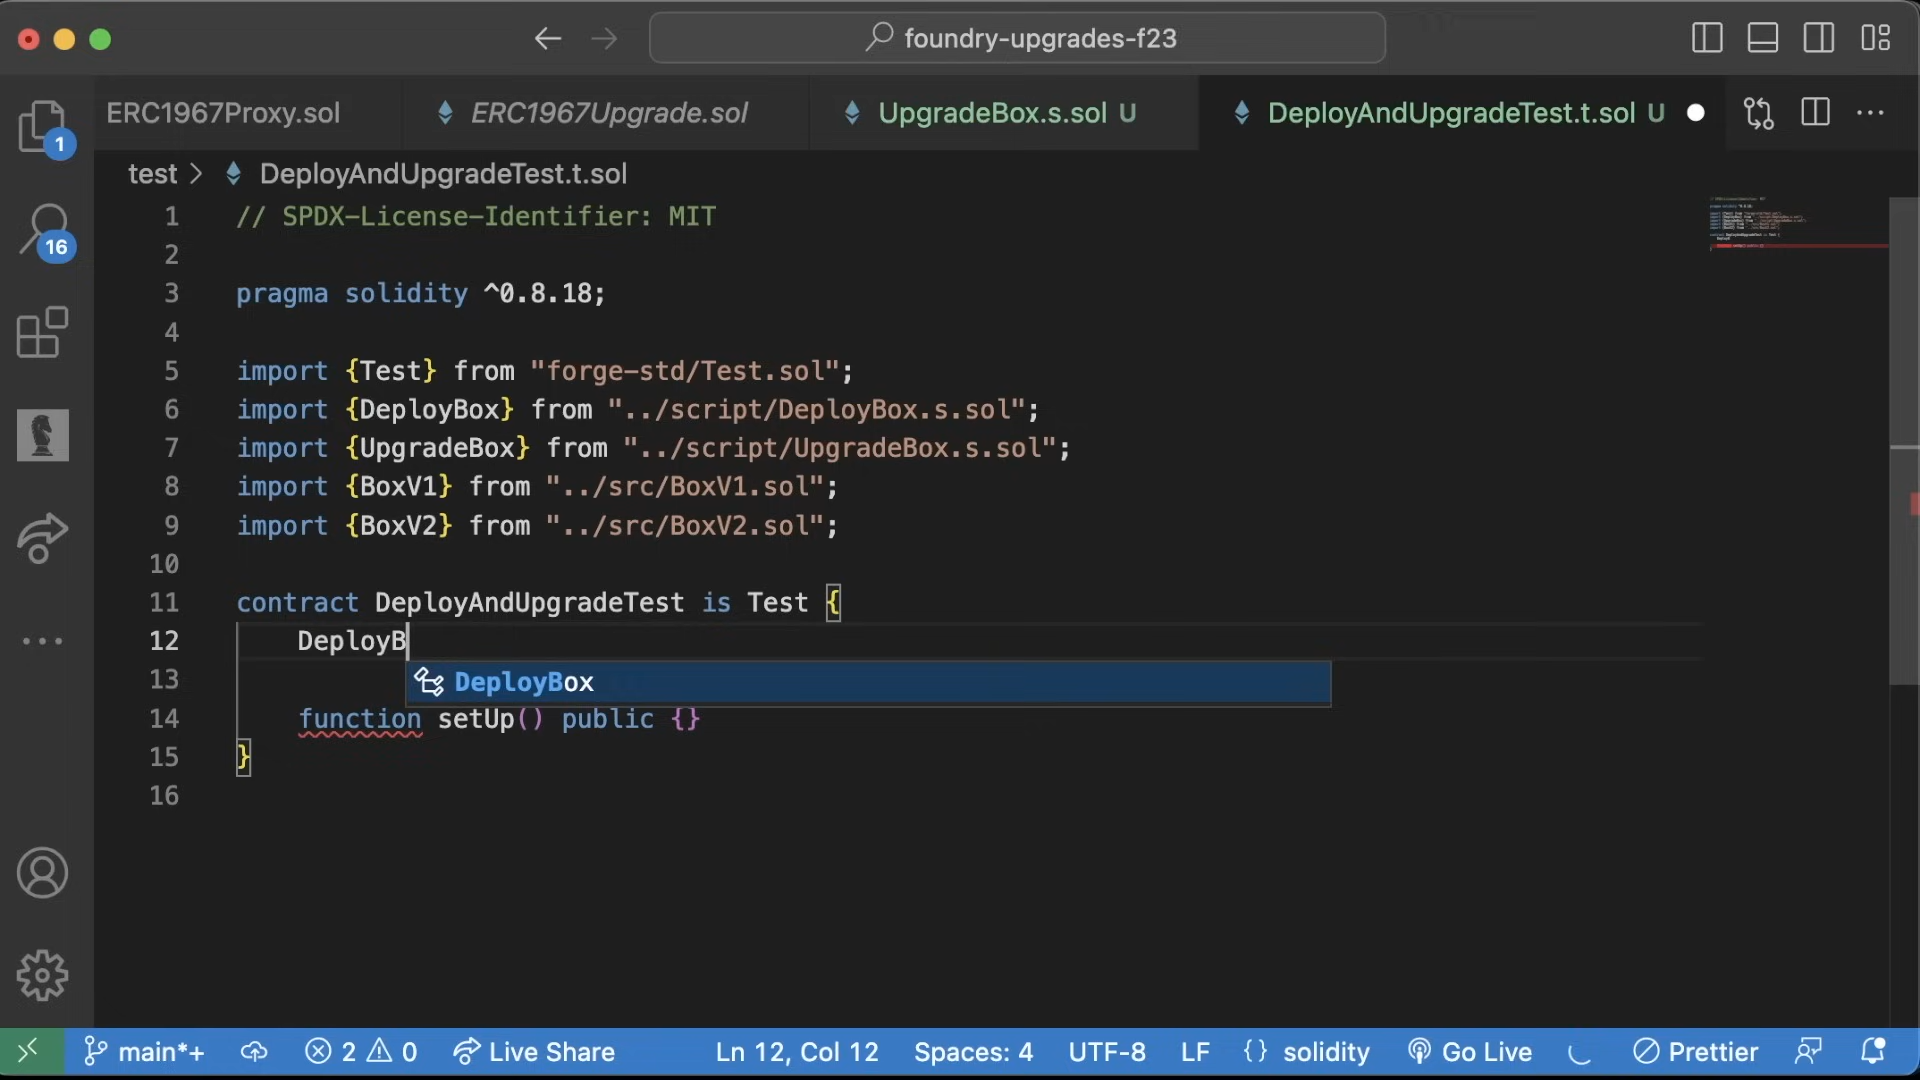 foundry-upgrades-f23
ERC1967Proxy.sol
ERC1967Upgrade.sol
UpgradeBox.s.sol U
DeployAndUpgradeTest.t.sol U
1
16
test > DeployAndUpgradeTest.t.sol
1 // SPDX-License-Identifier: MIT
2
3 pragma solidity ^0.8.18;
4
5 import {Test} from "forge-std/Test.sol";
6 import {DeployBox} from "../script/DeployBox.s.sol";
7 import {UpgradeBox} from "../script/UpgradeBox.s.sol";
8 import {BoxV1} from "../src/BoxV1.sol";
9 import {BoxV2} from "../src/BoxV2.sol";
10
11 contract DeployAndUpgradeTest is Test {
12 DeployB
DeployBox
13
14 function setUp() public {}
15 }
16
main*+ 2 0 Live Share Ln 12, Col 12 Spaces: 4 UTF-8 LF {} solidity Go Live Prettier